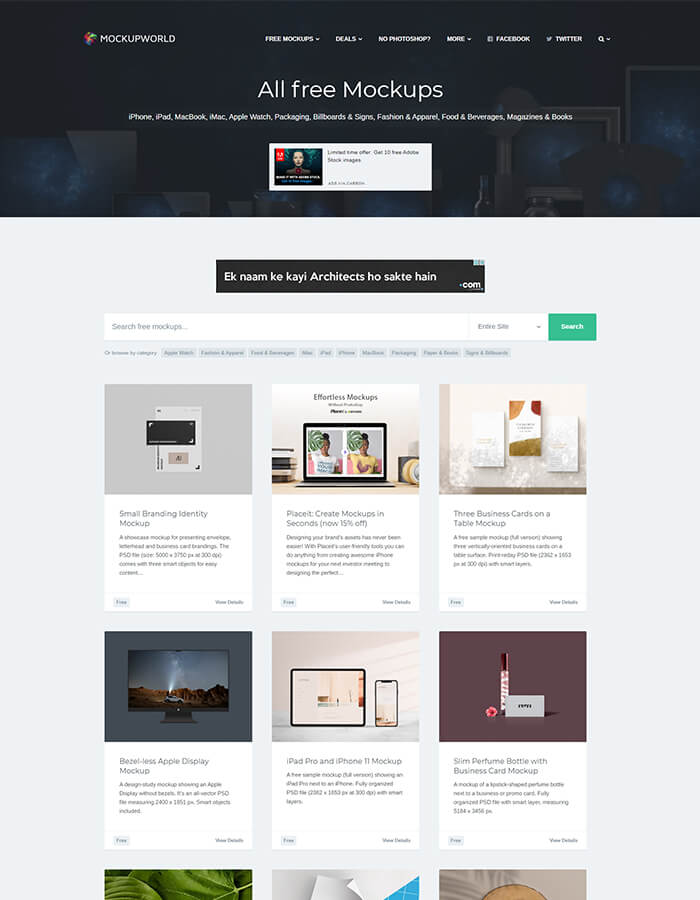 MOCKUPWORLD
FREE MOCKUPS
DEALS
NO PHOTOSHOP?
MORE
FACEBOOK
TWITTER
All free Mockups
iPhone, iPad, MacBook, iMac, Apple Watch, Packaging, Billboards & Signs, Fashion & Apparel, Food & Beverages, Magazines & Books
Limited time offer: Get 10 free Adobe
Stock images.
ADS VIA CARBON
Ek naam ke kayi Architects ho sakte hain
.com
Search free mockups...
Entire Site
Search
Or browse by category
Apple Watch
Fashion & Apparel
Food & Beverages
iMac
iPad
iPhone
MacBook
Packaging
Paper & Books
Signs & Billboards
Small Branding Identity
Mockup
A showcase mockup for presenting envelope,
letterhead and business card brandings. The
PSD file (size: 5000 x 3750 px at 300 dpi)
comes with three smart objects for easy
content…
Free
View Details
Effortless Mockups
Without Photoshop
Placeit
Placeit: Create Mockups in
Seconds (now 15% off)
Designing your brand's assets has never been
easier! With Placeit's user-friendly tools you can
do anything from creating awesome iPhone
mockups for your next investor meeting to
designing the perfect…
Free
View Details
Three Business Cards on a
Table Mockup
A free sample mockup (full version) showing
three vertically-oriented business cards on a
table surface. Print-reday PSD file (2362 x 1653
px at 300 dpi) with smart layers.
Free
View Details
Bezel-less Apple Display
Mockup
A design-study mockup showing an Apple
Display without bezels. It's an all-vector PSD
file measuring 2400 x 1851 px. Smart objects
included.
Free
View Details
iPad Pro and iPhone 11 Mockup
A free sample mockup (full version) showing an
iPad Pro next to an iPhone. Fully organized
PSD file (2362 x 1653 px at 300 dpi) with smart
layers.
Free
View Details
Slim Perfume Bottle with
Business Card Mockup
A mockup of a lipstick-shaped perfume bottle
next to a business or promo card. Fully
organized PSD file with smart layer, measuring
5184 x 3456 px.
Free
View Details